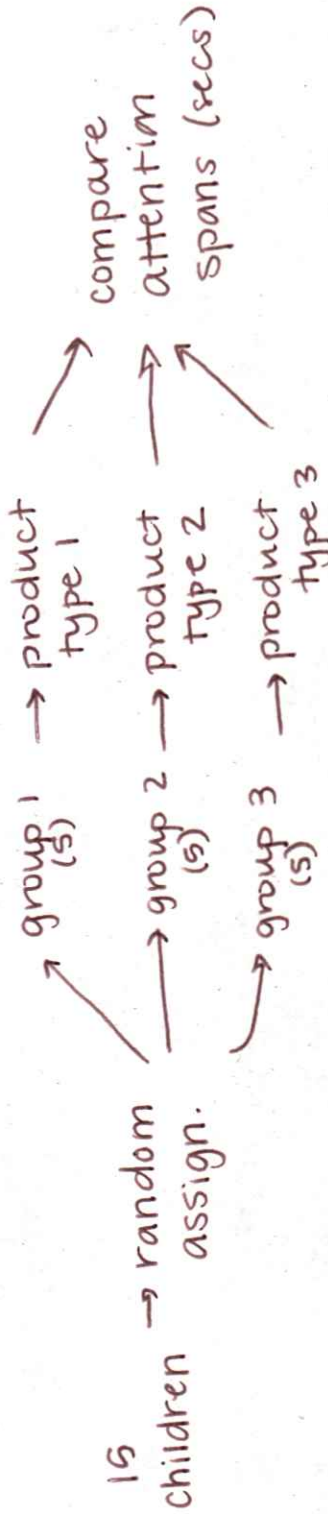 15
children → random
assign.
group 1
(5)
→ product
type 1
group 2
(5)
→ product
type 2
group 3
(5)
→ product
type 3
compare
attention
spans (secs)